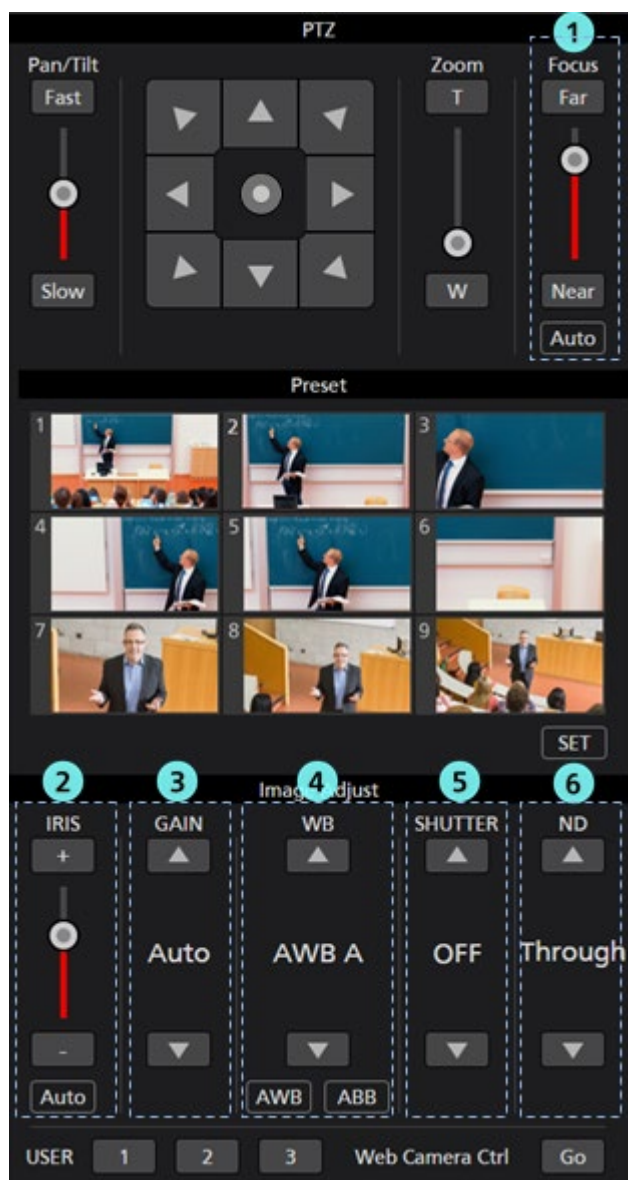 PTZ
1
Pan/Tilt Zoom Focus
Fast T Far
Slow W Near
Auto
Preset
1 2 3
4 5 6
7 8 9
SET
2 3 4 5 6
Image Adjust
IRIS GAIN WB SHUTTER ND
+
Auto AWB A OFF Through
-
Auto AWB ABB
USER 1 2 3 Web Camera Ctrl Go